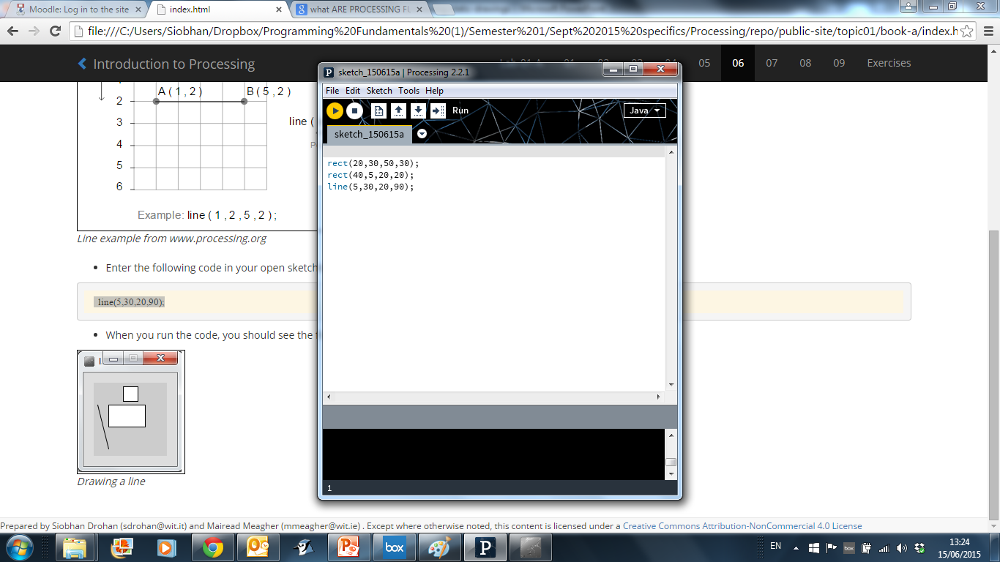 Moodle: Log in to the site
index.html
what ARE PROCESSING FU
file:///C:/Users/Siobhan/Dropbox/Programming%20Fundamentals%20(1)/Semester%201/Sept%202015%20specifics/Processing/repo/public-site/topic01/book-a/index.h
Introduction to Processing
05
06
07
08
09
Exercises
A ( 1 , 2 )
B ( 5 , 2 )
2
3
4
5
6
line (
Example: line ( 1 , 2 , 5 , 2 ) ;
Line example from www.processing.org
Enter the following code in your open sketch
line(5,30,20,90);
When you run the code, you should see the
Drawing a line
sketch_150615a | Processing 2.2.1
File Edit Sketch Tools Help
Run
Java
sketch_150615a
rect(20,30,50,30);
rect(40,5,20,20);
line(5,30,20,90);
1
Prepared by Siobhan Drohan (sdrohan@wit.it) and Mairead Meagher (mmeagher@wit.ie) . Except where otherwise noted, this content is licensed under a Creative Commons Attribution-NonCommercial 4.0 License
box
P
EN
box
13:24
15/06/2015